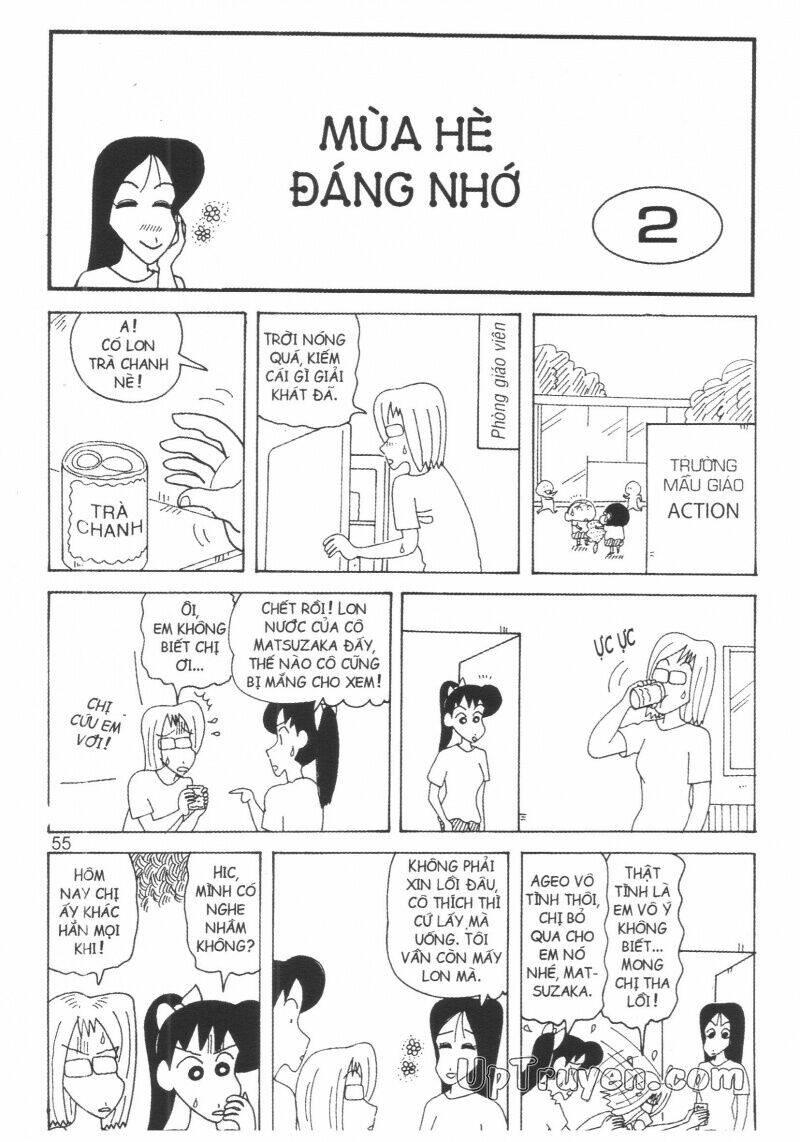 MÙA HÈ
ĐÁNG NHỚ
2
TRƯỜNG
MẪU GIÁO
ACTION
Phòng giáo viên
TRỜI NÓNG
QUÁ, KIẾM
CÁI GÌ GIẢI
KHÁT ĐÃ.
A!
CÓ LON
TRÀ CHANH
NÈ!
TRÀ
CHANH
ỰC ỰC
CHẾT RỒI! LON
NƯỚC CỦA CÔ
MATSUZAKA ĐẤY,
THẾ NÀO CÔ CŨNG
BỊ MẮNG CHO XEM!
ÔI,
EM KHÔNG
BIẾT CHỊ
ƠI...
CHỊ
CỨU EM
VỚI!
55
THẬT
TÌNH LÀ
EM VÔ Ý
KHÔNG
BIẾT...
MONG
CHỊ THA
LỖI!
AGEO VÔ
TÌNH THÔI,
CHỊ BỎ
QUA CHO
EM NÓ
NHÉ, MAT-
SUZAKA.
KHÔNG PHẢI
XIN LỖI ĐÂU,
CÔ THÍCH THÌ
CỨ LẤY MÀ
UỐNG. TÔI
VẪN CÒN MẤY
LON MÀ.
HIC,
MÌNH CÓ
NGHE
NHẦM
KHÔNG?
HÔM
NAY CHỊ
ẤY KHÁC
HẲN MỌI
KHI!
UpTruyen.com